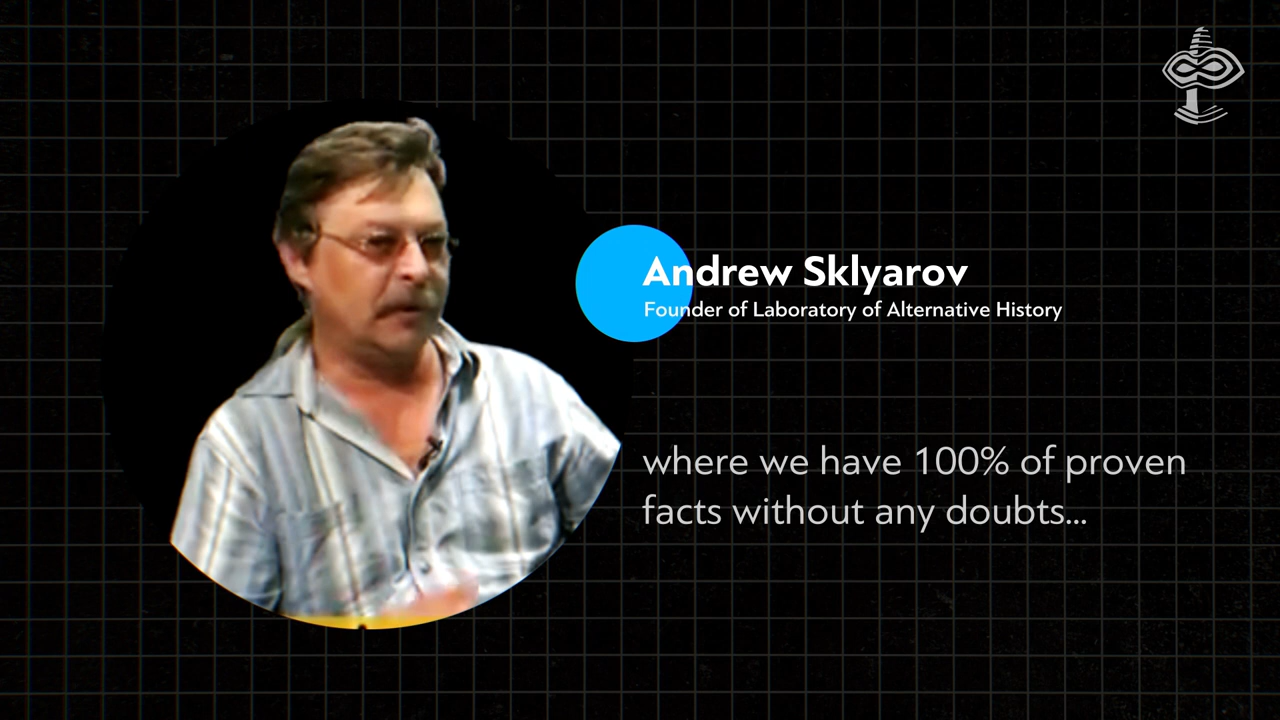 Andrew Sklyarov
Founder of Laboratory of Alternative History
where we have 100% of proven
facts without any doubts...